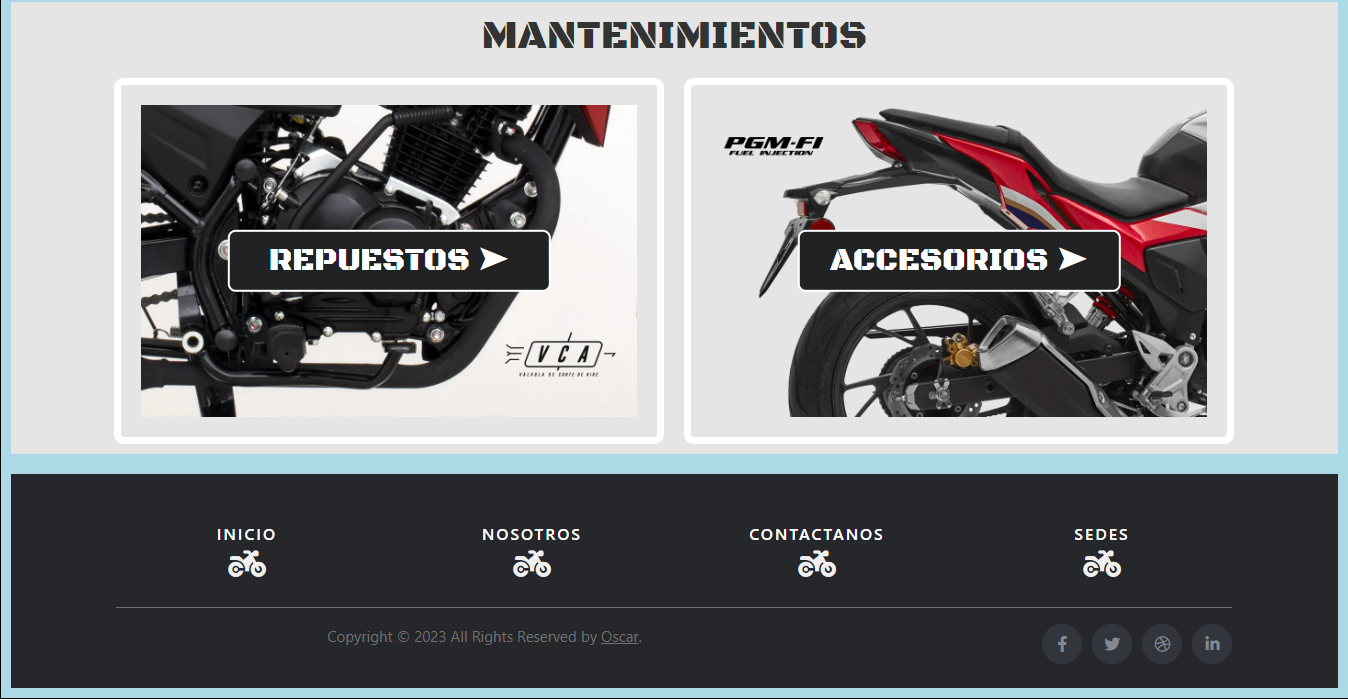 MANTENIMIENTOS
PGM-FI
FUEL INJECTION
REPUESTOS ➤
ACCESORIOS ➤
VCA
VÁLVULA DE CORTE DE AIRE
INICIO
NOSOTROS
CONTACTANOS
SEDES
Copyright © 2023 All Rights Reserved by Oscar.